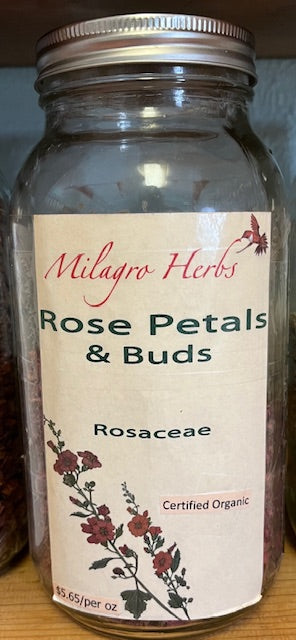 Milagro Herbs
Rose Petals
& Buds
Rosaceae
Certified Organic
$5.65/per oz